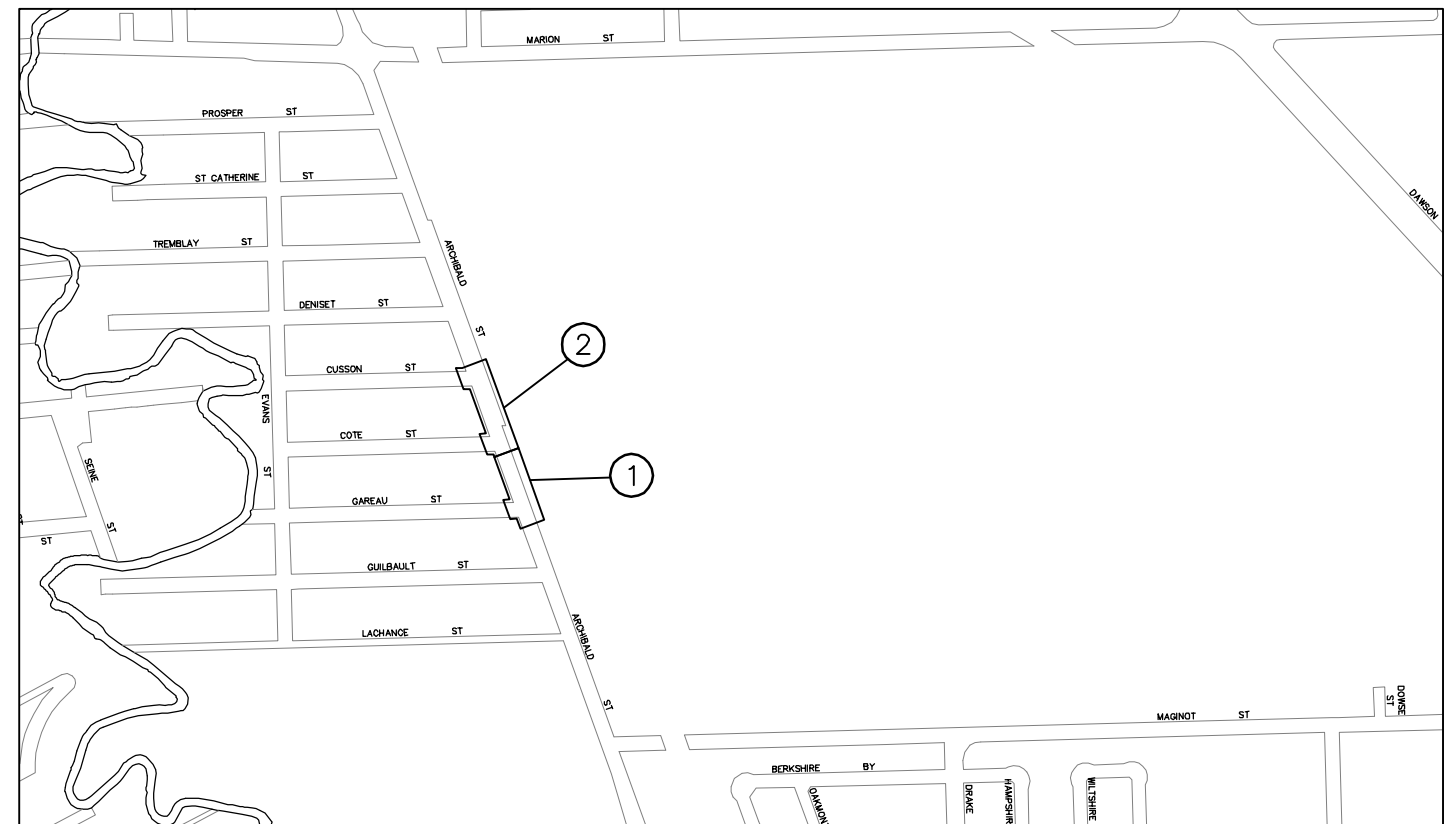 MARION ST
PROSPER ST
ST CATHERINE ST
TREMBLAY ST
DAWSON
ARCHIBALD ST
DENISET ST
2
CUSSON ST
EVANS ST
COTE ST
SEINE ST
1
GAREAU ST
ST
GUILBAULT ST
LACHANCE ST
ARCHIBALD ST
DOWSE ST
MAGINOT ST
BERKSHIRE BY
OAKMON
DRAKE
HAMPSHIR
WILTSHIRE